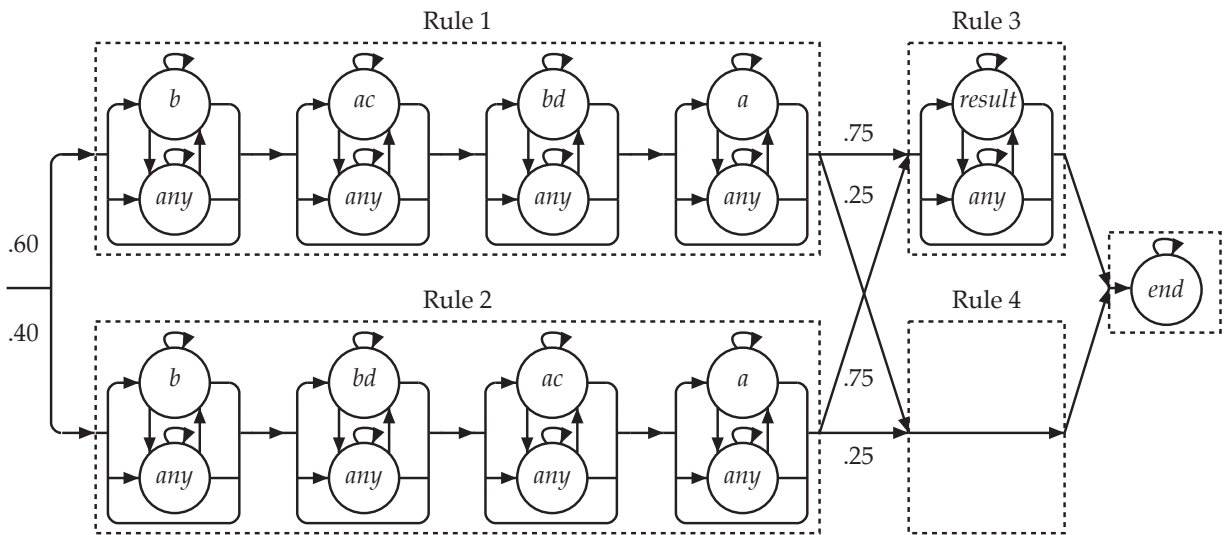 Rule 1
Rule 3
b
ac
bd
a
result
any
any
any
any
any
.75
.25
.60
.40
end
Rule 2
Rule 4
b
bd
ac
a
.75
.25
any
any
any
any